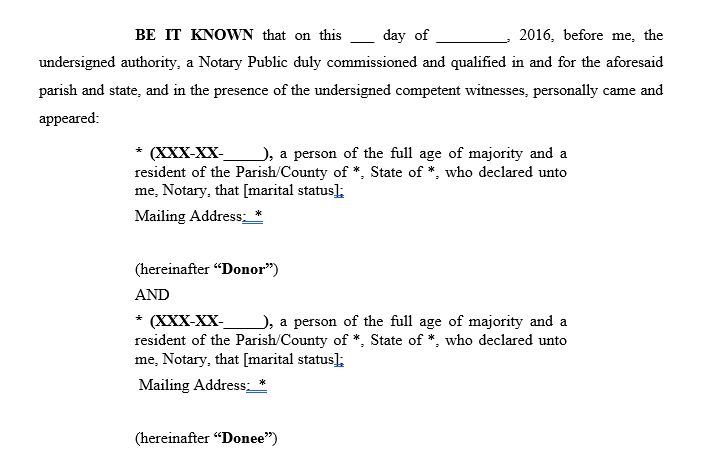 BE IT KNOWN that on this ___ day of _________, 2016, before me, the
undersigned authority, a Notary Public duly commissioned and qualified in and for the aforesaid
parish and state, and in the presence of the undersigned competent witnesses, personally came and
appeared:
* (XXX-XX-_____), a person of the full age of majority and a
resident of the Parish/County of *, State of *, who declared unto
me, Notary, that [marital status];
Mailing Address: *
(hereinafter “Donor”)
AND
* (XXX-XX-_____), a person of the full age of majority and a
resident of the Parish/County of *, State of *, who declared unto
me, Notary, that [marital status];
Mailing Address: *
(hereinafter “Donee”)